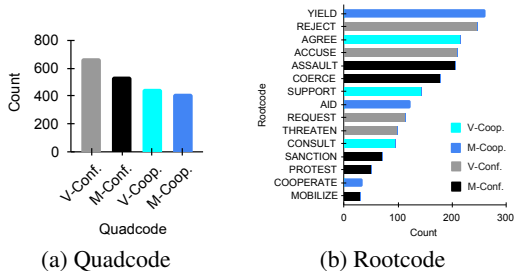 800
600
400
200
0
Count
V-Conf.
M-Conf.
V-Coop.
M-Coop.
Quadcode
(a) Quadcode
YIELD
REJECT
AGREE
ACCUSE
ASSAULT
COERCE
SUPPORT
AID
REQUEST
THREATEN
CONSULT
SANCTION
PROTEST
COOPERATE
MOBILIZE
Rootcode
V-Coop.
M-Coop.
V-Conf.
M-Conf.
0 100 200 300
Count
(b) Rootcode